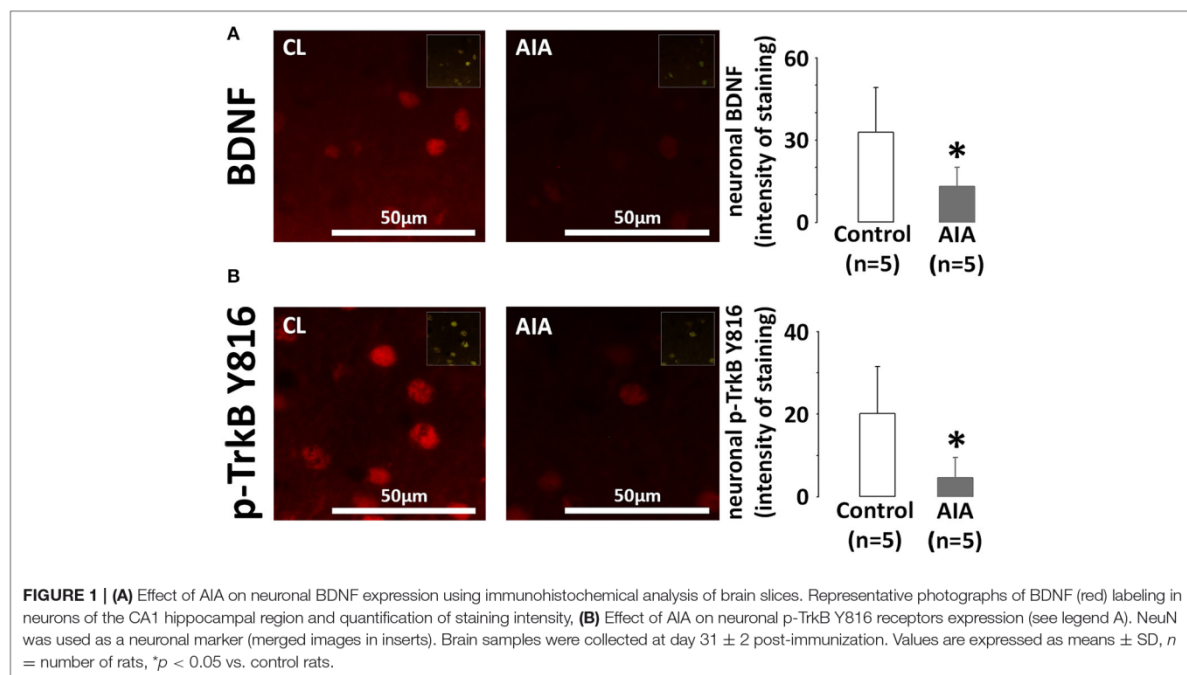 A
BDNF
CL
50µm
AIA
50µm
neuronal BDNF
(intensity of staining)
60
30
0
*
Control
(n=5)
AIA
(n=5)
B
p-TrkB Y816
CL
50µm
AIA
50µm
neuronal p-TrkB Y816
(intensity of staining)
40
20
0
*
Control
(n=5)
AIA
(n=5)
FIGURE 1 | (A) Effect of AIA on neuronal BDNF expression using immunohistochemical analysis of brain slices. Representative photographs of BDNF (red) labeling in
neurons of the CA1 hippocampal region and quantification of staining intensity, (B) Effect of AIA on neuronal p-TrkB Y816 receptors expression (see legend A). NeuN
was used as a neuronal marker (merged images in inserts). Brain samples were collected at day 31 ± 2 post-immunization. Values are expressed as means ± SD, n
= number of rats, *p < 0.05 vs. control rats.